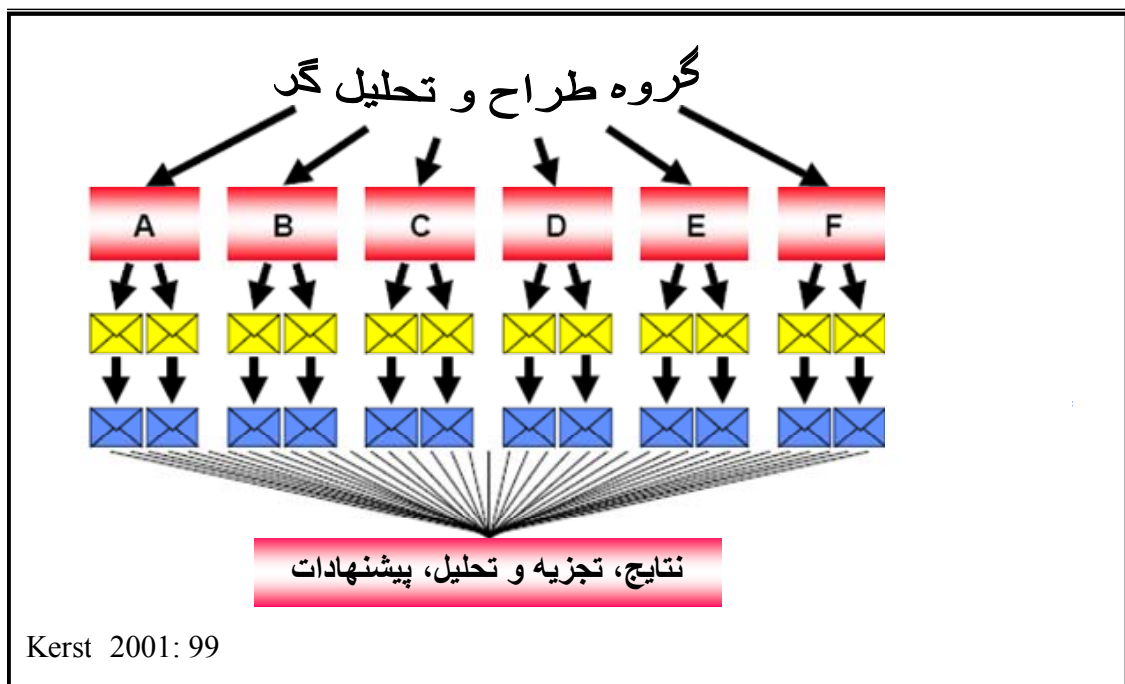 گروه طراح و تحلیل گر
A B C D E F
نتایج، تجزیه و تحلیل، پیشنهادات
Kerst 2001: 99